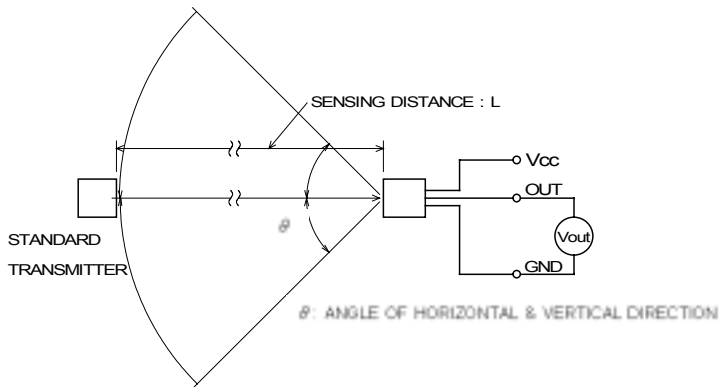 SENSING DISTANCE : L
Vcc
OUT
Vout
GND
θ
STANDARD
TRANSMITTER
θ: ANGLE OF HORIZONTAL & VERTICAL DIRECTION